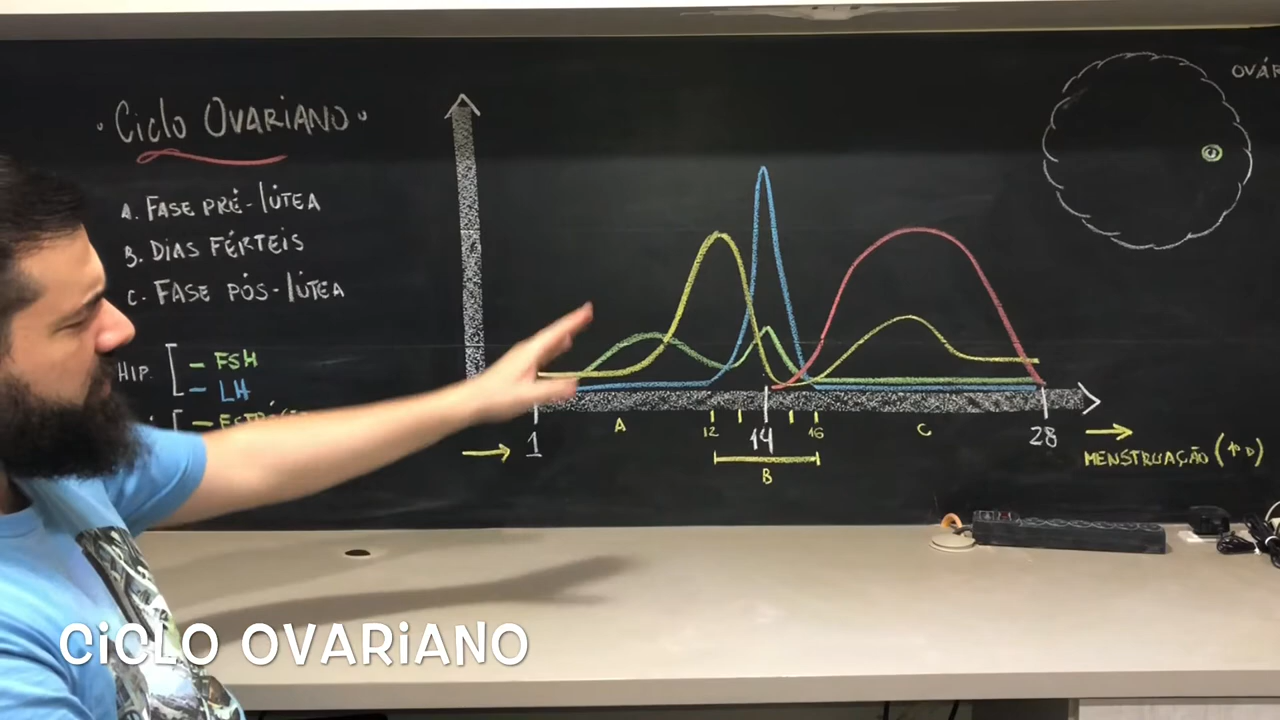 · Ciclo OVARIANO ·
A. FASE PRÉ-lÚTEA
B. DIAS FÉRTEIS
C. FASE PÓS-lÚTEA
HIP.
– FSH
– LH
A
12
14
16
C
1
28
MENSTRUAÇÃO
B
CiCLO OVARiANO